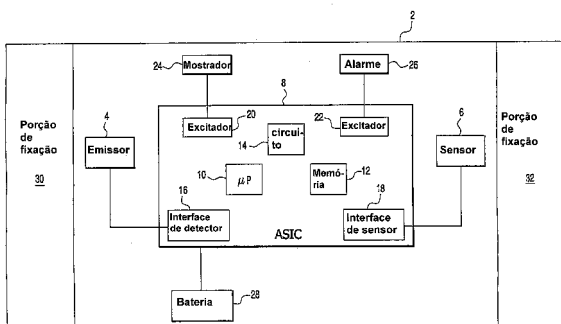 2
24 Mostrador
Alarme 26
8
Porção
de
fixação
30
4
Emissor
Excitador 20
22 Excitador
14 circui-
to
10 µP
Memó-
ria 12
16
Interface
de detector
18
Interface
de sensor
ASIC
6
Sensor
Porção
de
fixação
32
Bateria 28